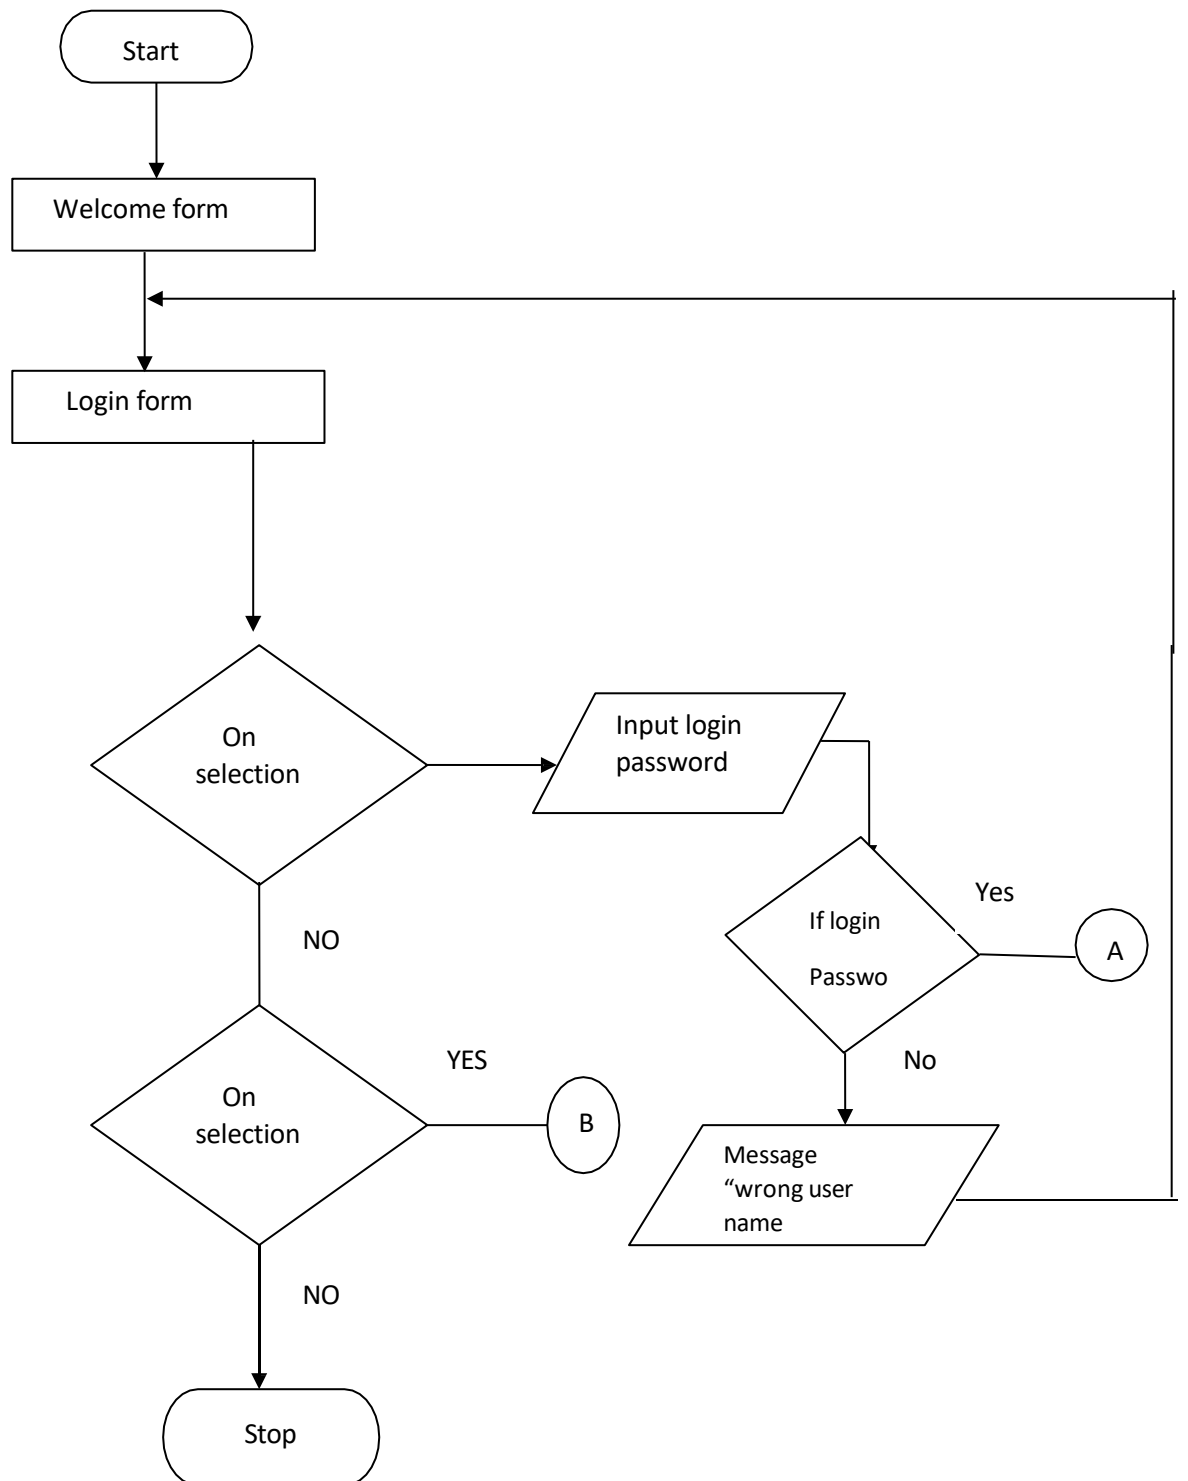 Start
Welcome form
Login form
On
selection
Input login
password
Yes
If login
Passwo
A
NO
No
On
selection
YES
B
Message
“wrong user
name
NO
Stop